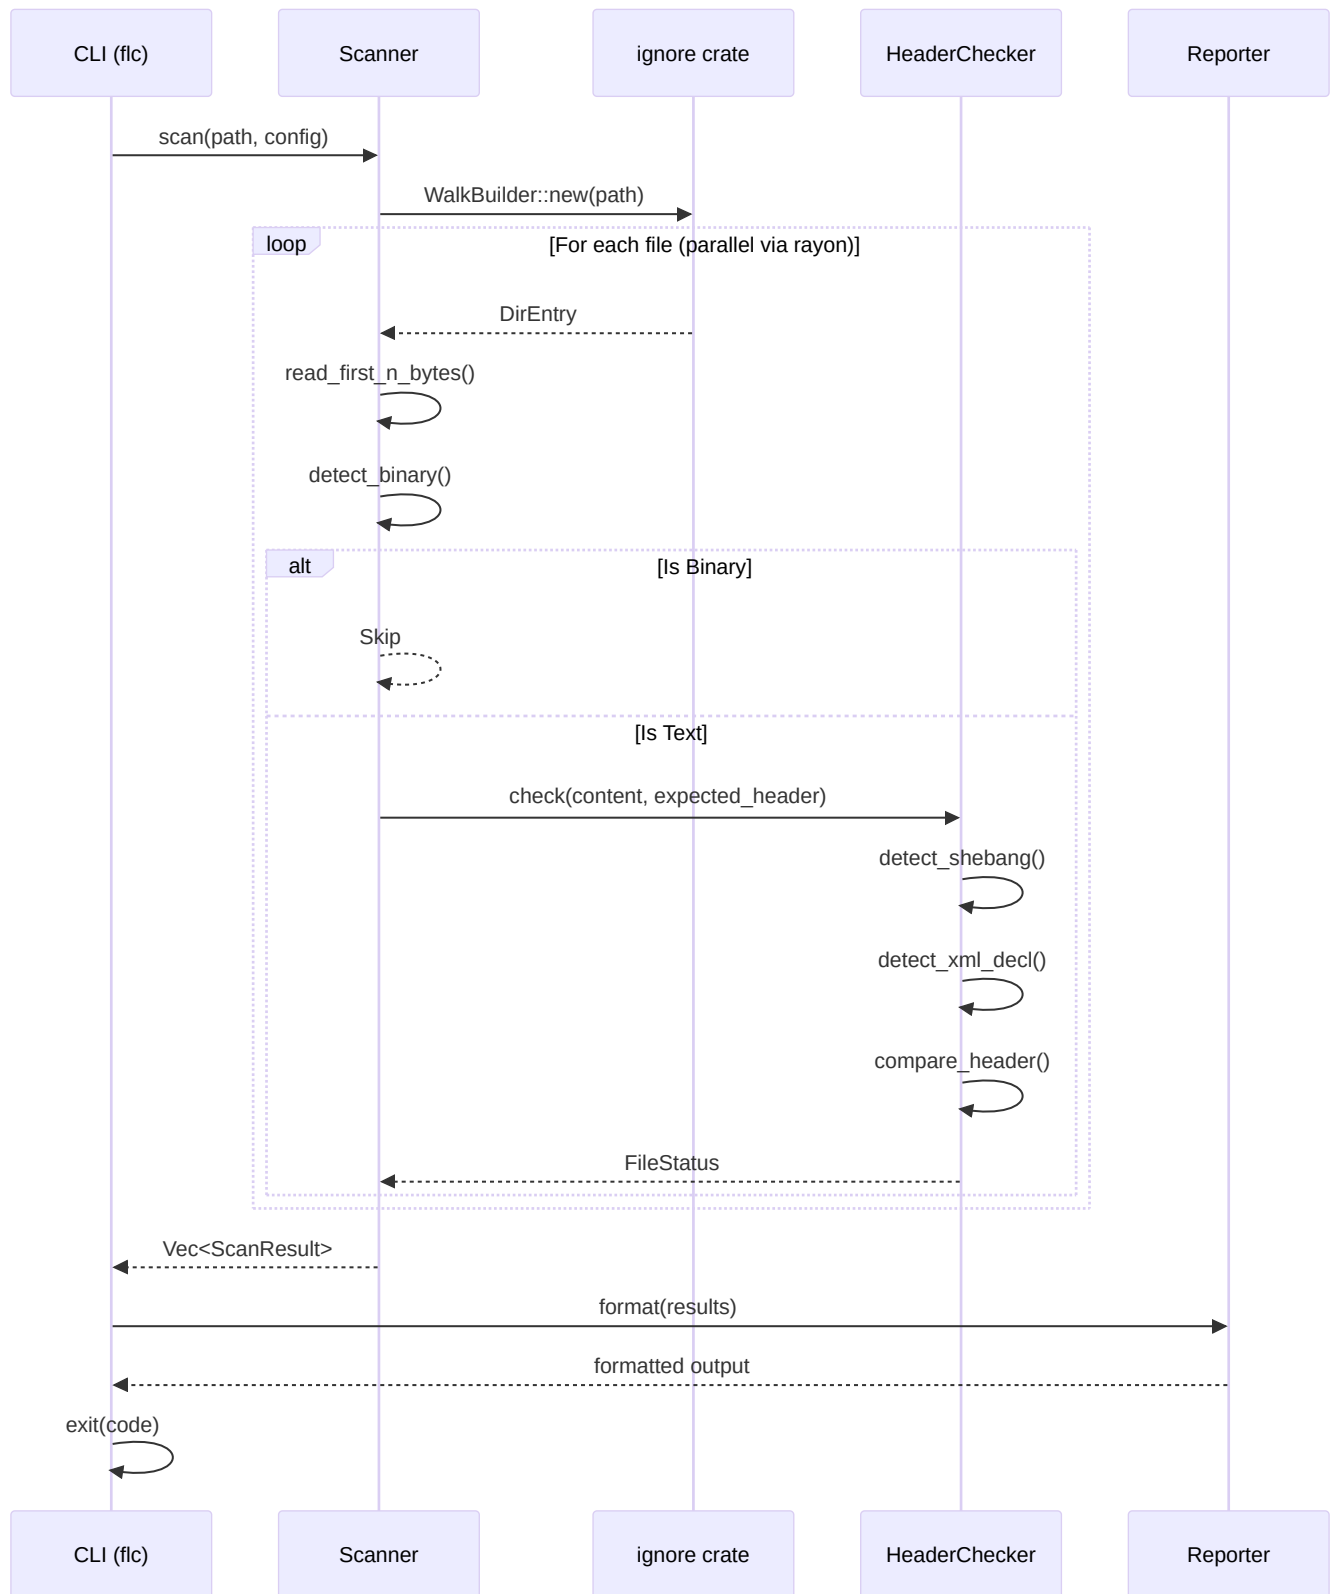 CLI (flc)
Scanner
ignore crate
HeaderChecker
Reporter
scan(path, config)
WalkBuilder::new(path)
loop
[For each file (parallel via rayon)]
DirEntry
read_first_n_bytes()
detect_binary()
alt
[Is Binary]
Skip
[Is Text]
check(content, expected_header)
detect_shebang()
detect_xml_decl()
compare_header()
FileStatus
Vec<ScanResult>
format(results)
formatted output
exit(code)
CLI (flc)
Scanner
ignore crate
HeaderChecker
Reporter